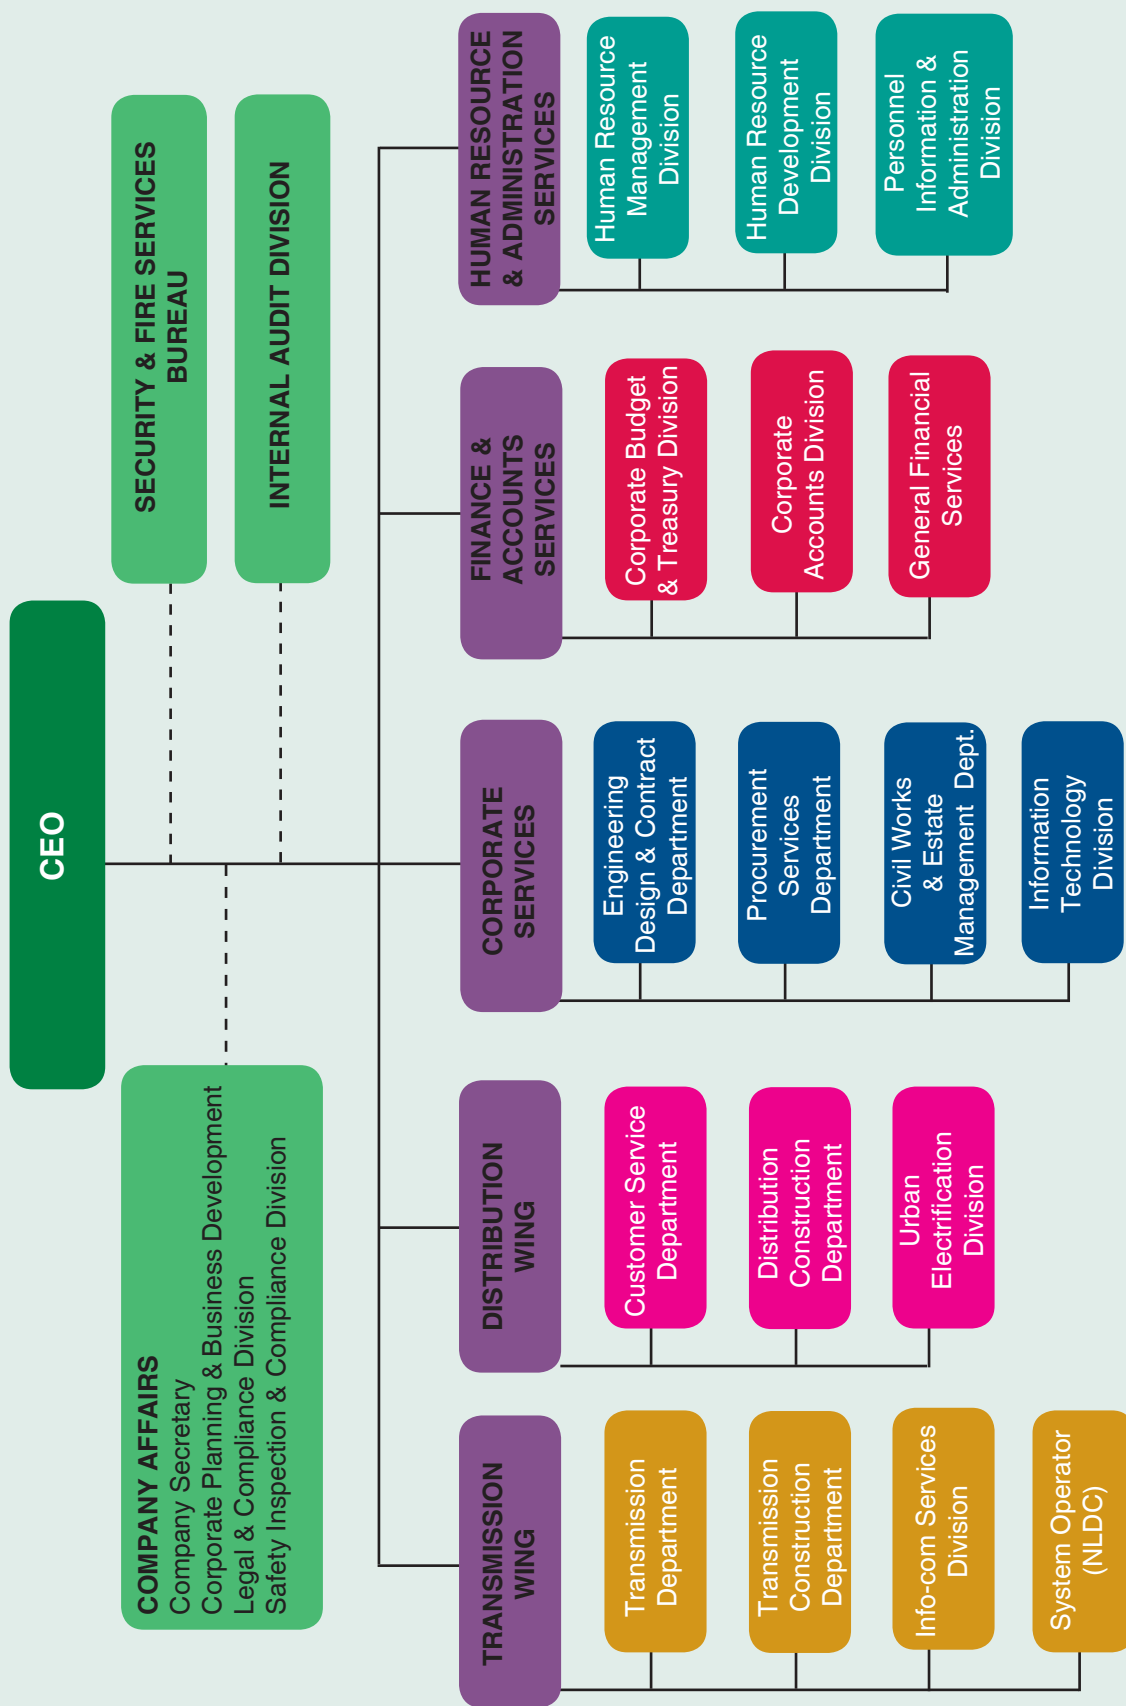 CEO
COMPANY AFFAIRS
Company Secretary
Corporate Planning & Business Development
Legal & Compliance Division
Safety Inspection & Compliance Division
SECURITY & FIRE SERVICES
BUREAU
INTERNAL AUDIT DIVISION
TRANSMISSION
WING
Transmission
Department
Transmission
Construction
Department
Info-com Services
Division
System Operator
(NLDC)
DISTRIBUTION
WING
Customer Service
Department
Distribution
Construction
Department
Urban
Electrification
Division
CORPORATE
SERVICES
Engineering
Design & Contract
Department
Procurement
Services
Department
Civil Works
& Estate
Management Dept.
Information
Technology
Division
FINANCE &
ACCOUNTS
SERVICES
Corporate Budget
& Treasury Division
Corporate
Accounts Division
General Financial
Services
HUMAN RESOURCE
& ADMINISTRATION
SERVICES
Human Resource
Management
Division
Human Resource
Development
Division
Personnel
Information &
Administration
Division